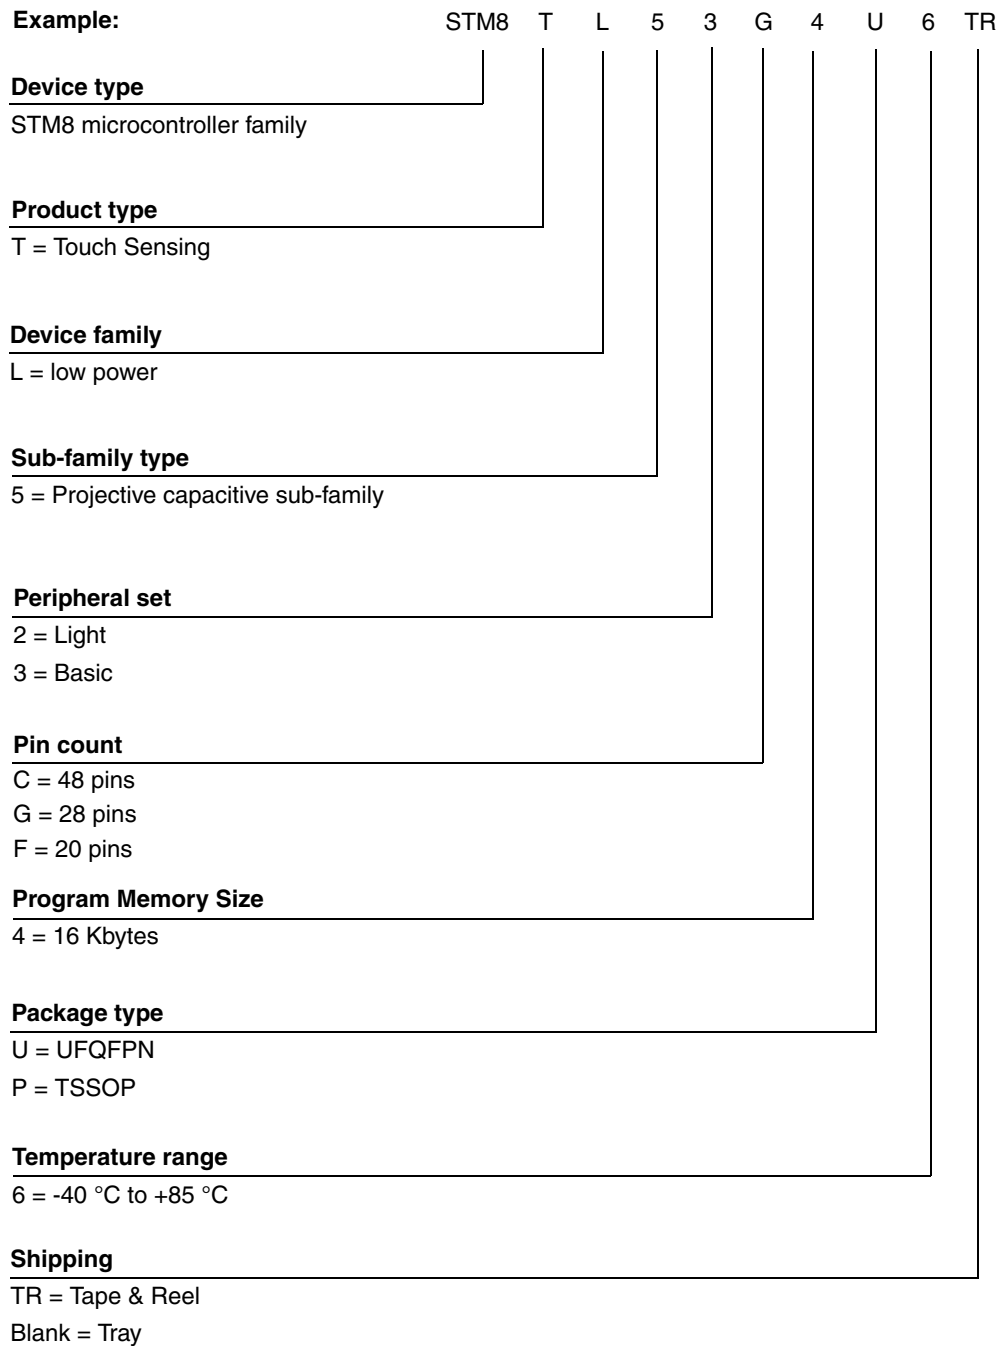 Example: STM8 T L 5 3 G 4 U 6 TR
Device type
STM8 microcontroller family
Product type
T = Touch Sensing
Device family
L = low power
Sub-family type
5 = Projective capacitive sub-family
Peripheral set
2 = Light
3 = Basic
Pin count
C = 48 pins
G = 28 pins
F = 20 pins
Program Memory Size
4 = 16 Kbytes
Package type
U = UFQFPN
P = TSSOP
Temperature range
6 = -40 °C to +85 °C
Shipping
TR = Tape & Reel
Blank = Tray